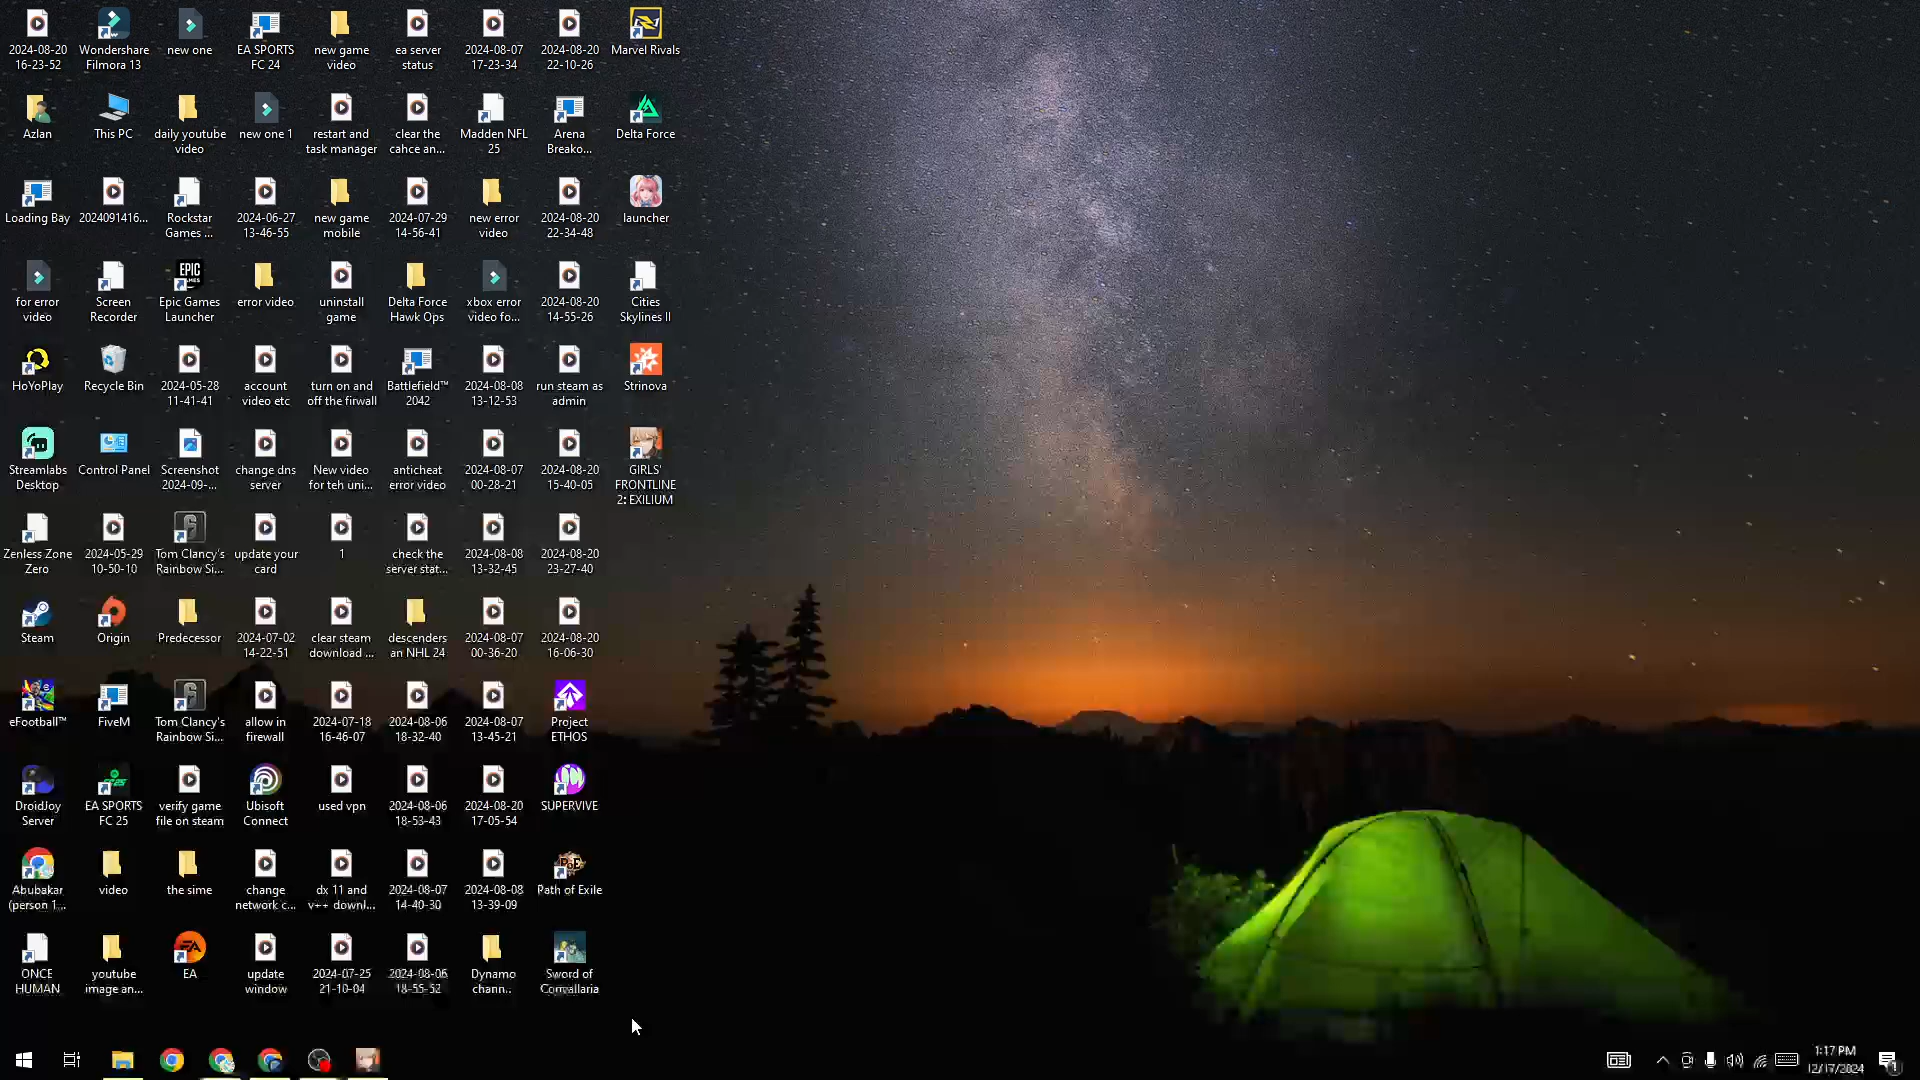 2024-08-20
16-23-52
Wondershare
Filmora 13
new one
EA SPORTS
FC 24
new game
video
ea server
status
2024-08-07
17-23-34
2024-08-20
22-10-26
Marvel Rivals
Azlan
This PC
daily youtube
video
new one 1
restart and
task manager
clear the
cahce an...
Madden NFL
25
Arena
Breako...
Delta Force
Loading Bay
2024091416...
Rockstar
Games ...
2024-06-27
13-46-55
new game
mobile
2024-07-29
14-56-41
new error
video
2024-08-20
22-34-48
launcher
for error
video
Screen
Recorder
EPIC
GAMES
Epic Games
Launcher
error video
uninstall
game
Delta Force
Hawk Ops
xbox error
video fo...
2024-08-20
14-55-26
Cities
Skylines II
HoYoPlay
Recycle Bin
2024-05-28
11-41-41
account
video etc
turn on and
off the firwall
Battlefield™
2042
2024-08-08
13-12-53
run steam as
admin
Strinova
Streamlabs
Desktop
Control Panel
Screenshot
2024-09-...
change dns
server
New video
for teh uni...
anticheat
error video
2024-08-07
00-28-21
2024-08-20
15-40-05
GIRLS'
FRONTLINE
2: EXILIUM
Zenless Zone
Zero
2024-05-29
10-50-10
Tom Clancy's
Rainbow Si...
update your
card
1
check the
server stat...
2024-08-08
13-32-45
2024-08-20
23-27-40
Steam
Origin
Predecessor
2024-07-02
14-22-51
clear steam
download ...
descenders
an NHL 24
2024-08-07
00-36-20
2024-08-20
16-06-30
eFootball™
FiveM
Tom Clancy's
Rainbow Si...
allow in
firewall
2024-07-18
16-46-07
2024-08-06
18-32-40
2024-08-07
13-45-21
Project
ETHOS
DroidJoy
Server
FC25
EA SPORTS
FC 25
verify game
file on steam
Ubisoft
Connect
used vpn
2024-08-06
18-53-43
2024-08-20
17-05-54
SUPERVIVE
Abubakar
(person 1...
video
the sime
change
network c...
dx 11 and
v++ downl...
2024-08-07
14-40-30
2024-08-08
13-39-09
PoE
Path of Exile
ONCE
HUMAN
youtube
image an...
EA
EA
update
window
2024-07-25
21-10-04
2024-08-06
18-55-52
Dynamo
chann..
Sword of
Convallaria
1:17 PM
12/17/2024
1